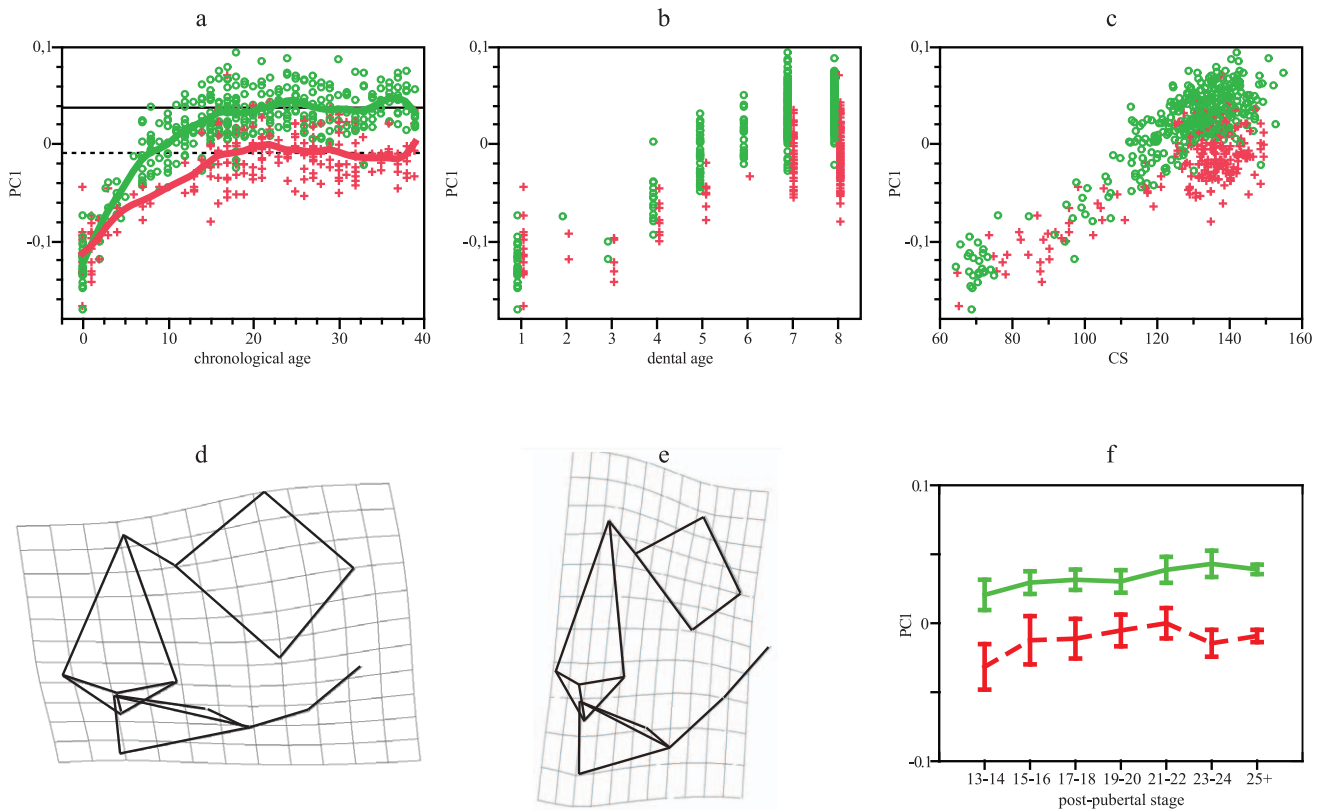 a
b
c
0,1
0
-0,1
PC1
0
10
20
30
40
chronological age
0,1
0
-0,1
PC1
1
2
3
4
5
6
7
8
dental age
0,1
0
-0,1
PC1
60
80
100
120
140
160
CS
d
e
f
0.1
0
-0.1
PC1
13-14
15-16
17-18
19-20
21-22
23-24
25+
post-pubertal stage